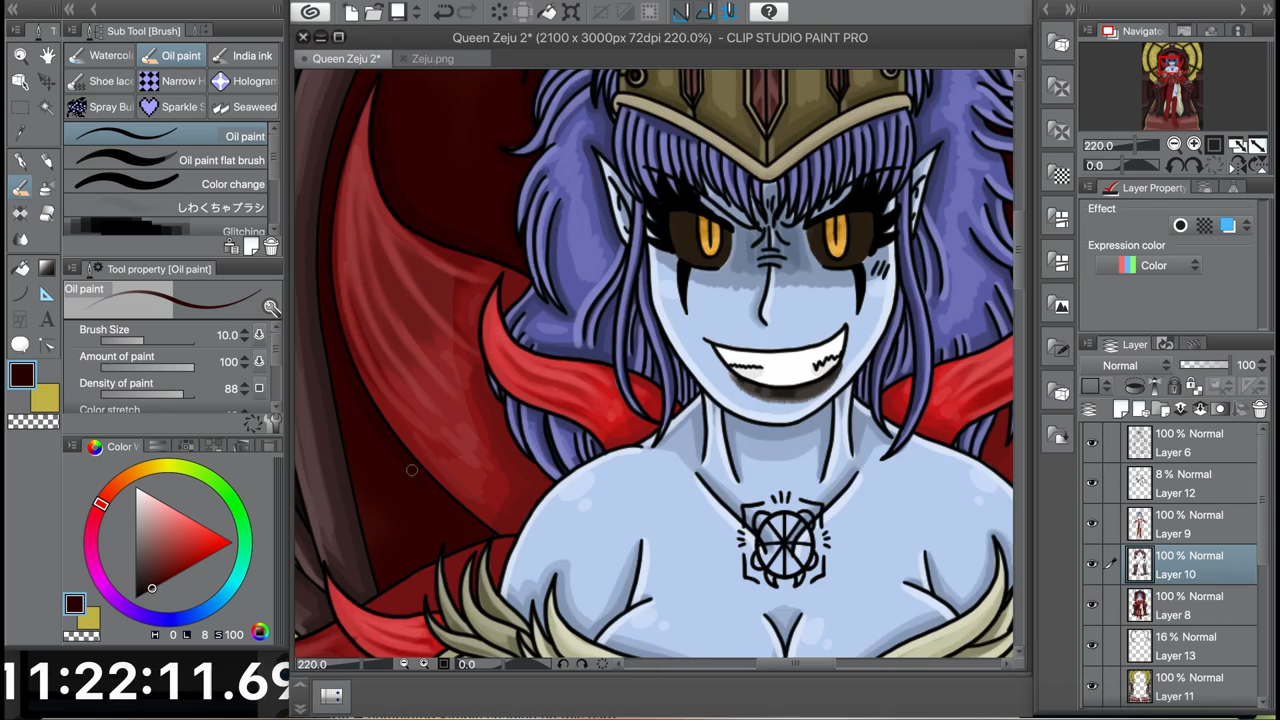 Sub Tool [Brush]
Watercol
Oil paint
India ink
Shoe lac
Narrow H
Hologram
Spray Bu
Sparkle S
Seaweed
Oil paint
Oil paint flat brush
Color change
しわくちゃブラシ
Glitching
Tool property [Oil paint]
Oil paint
Brush Size
10.0
Amount of paint
100
Density of paint
88
Color stretch
Color W
H 0 L 8 S 100
11:22:11.69
Queen Zeju 2* (2100 x 3000px 72dpi 220.0%) - CLIP STUDIO PAINT PRO
Queen Zeju 2*
Zeju.png
220.0
0.0
Navigato
220.0
0.0
Layer Property
Effect
Expression color
Color
Layer
Normal
100
100 % Normal
Layer 6
8 % Normal
Layer 12
100 % Normal
Layer 9
100 % Normal
Layer 10
100 % Normal
Layer 8
16 % Normal
Layer 13
100 % Normal
Layer 11